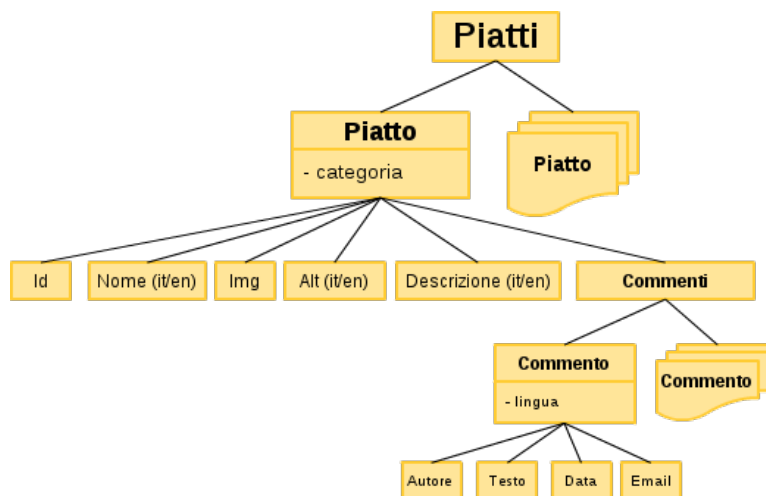 Piatti
Piatto
- categoria
Piatto
Id
Nome (it/en)
Img
Alt (it/en)
Descrizione (it/en)
Commenti
Commento
- lingua
Commento
Autore
Testo
Data
Email